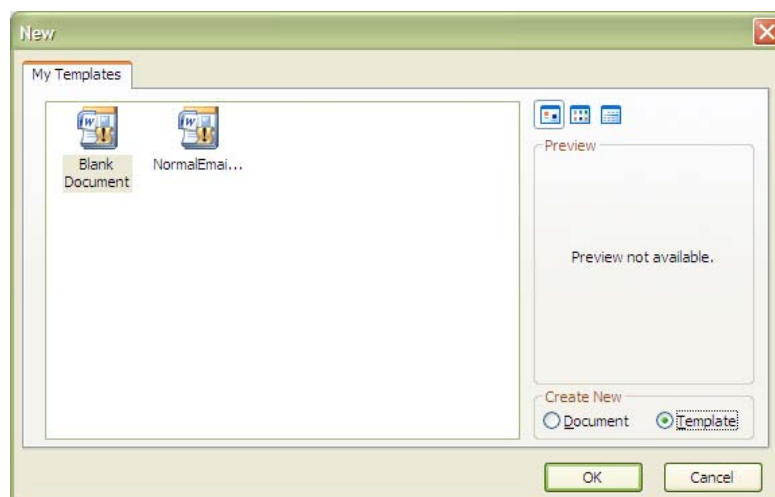 New
My Templates
Blank
Document
NormalEmai...
Preview
Preview not available.
Create New
Document
Template
OK
Cancel